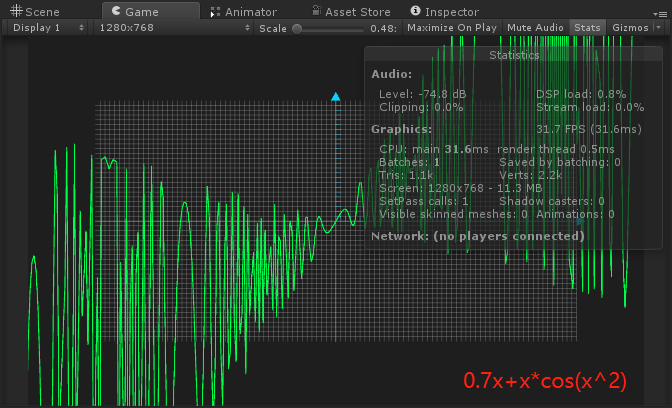 Scene Game Animator Asset Store Inspector
Display 1 1280x768 Scale 0.48: Maximize On Play Mute Audio Stats Gizmos
Statistics
Audio:
Level: -74.8 dB DSP load: 0.8%
Clipping: 0.0% Stream load: 0.0%
Graphics: 31.7 FPS (31.6ms)
CPU: main 31.6ms render thread 0.5ms
Batches: 1 Saved by batching: 0
Tris: 1.1k Verts: 2.2k
Screen: 1280x768 - 11.3 MB
SetPass calls: 1 Shadow casters: 0
Visible skinned meshes: 0 Animations: 0
Network: (no players connected)
0.7x+x*cos(x^2)